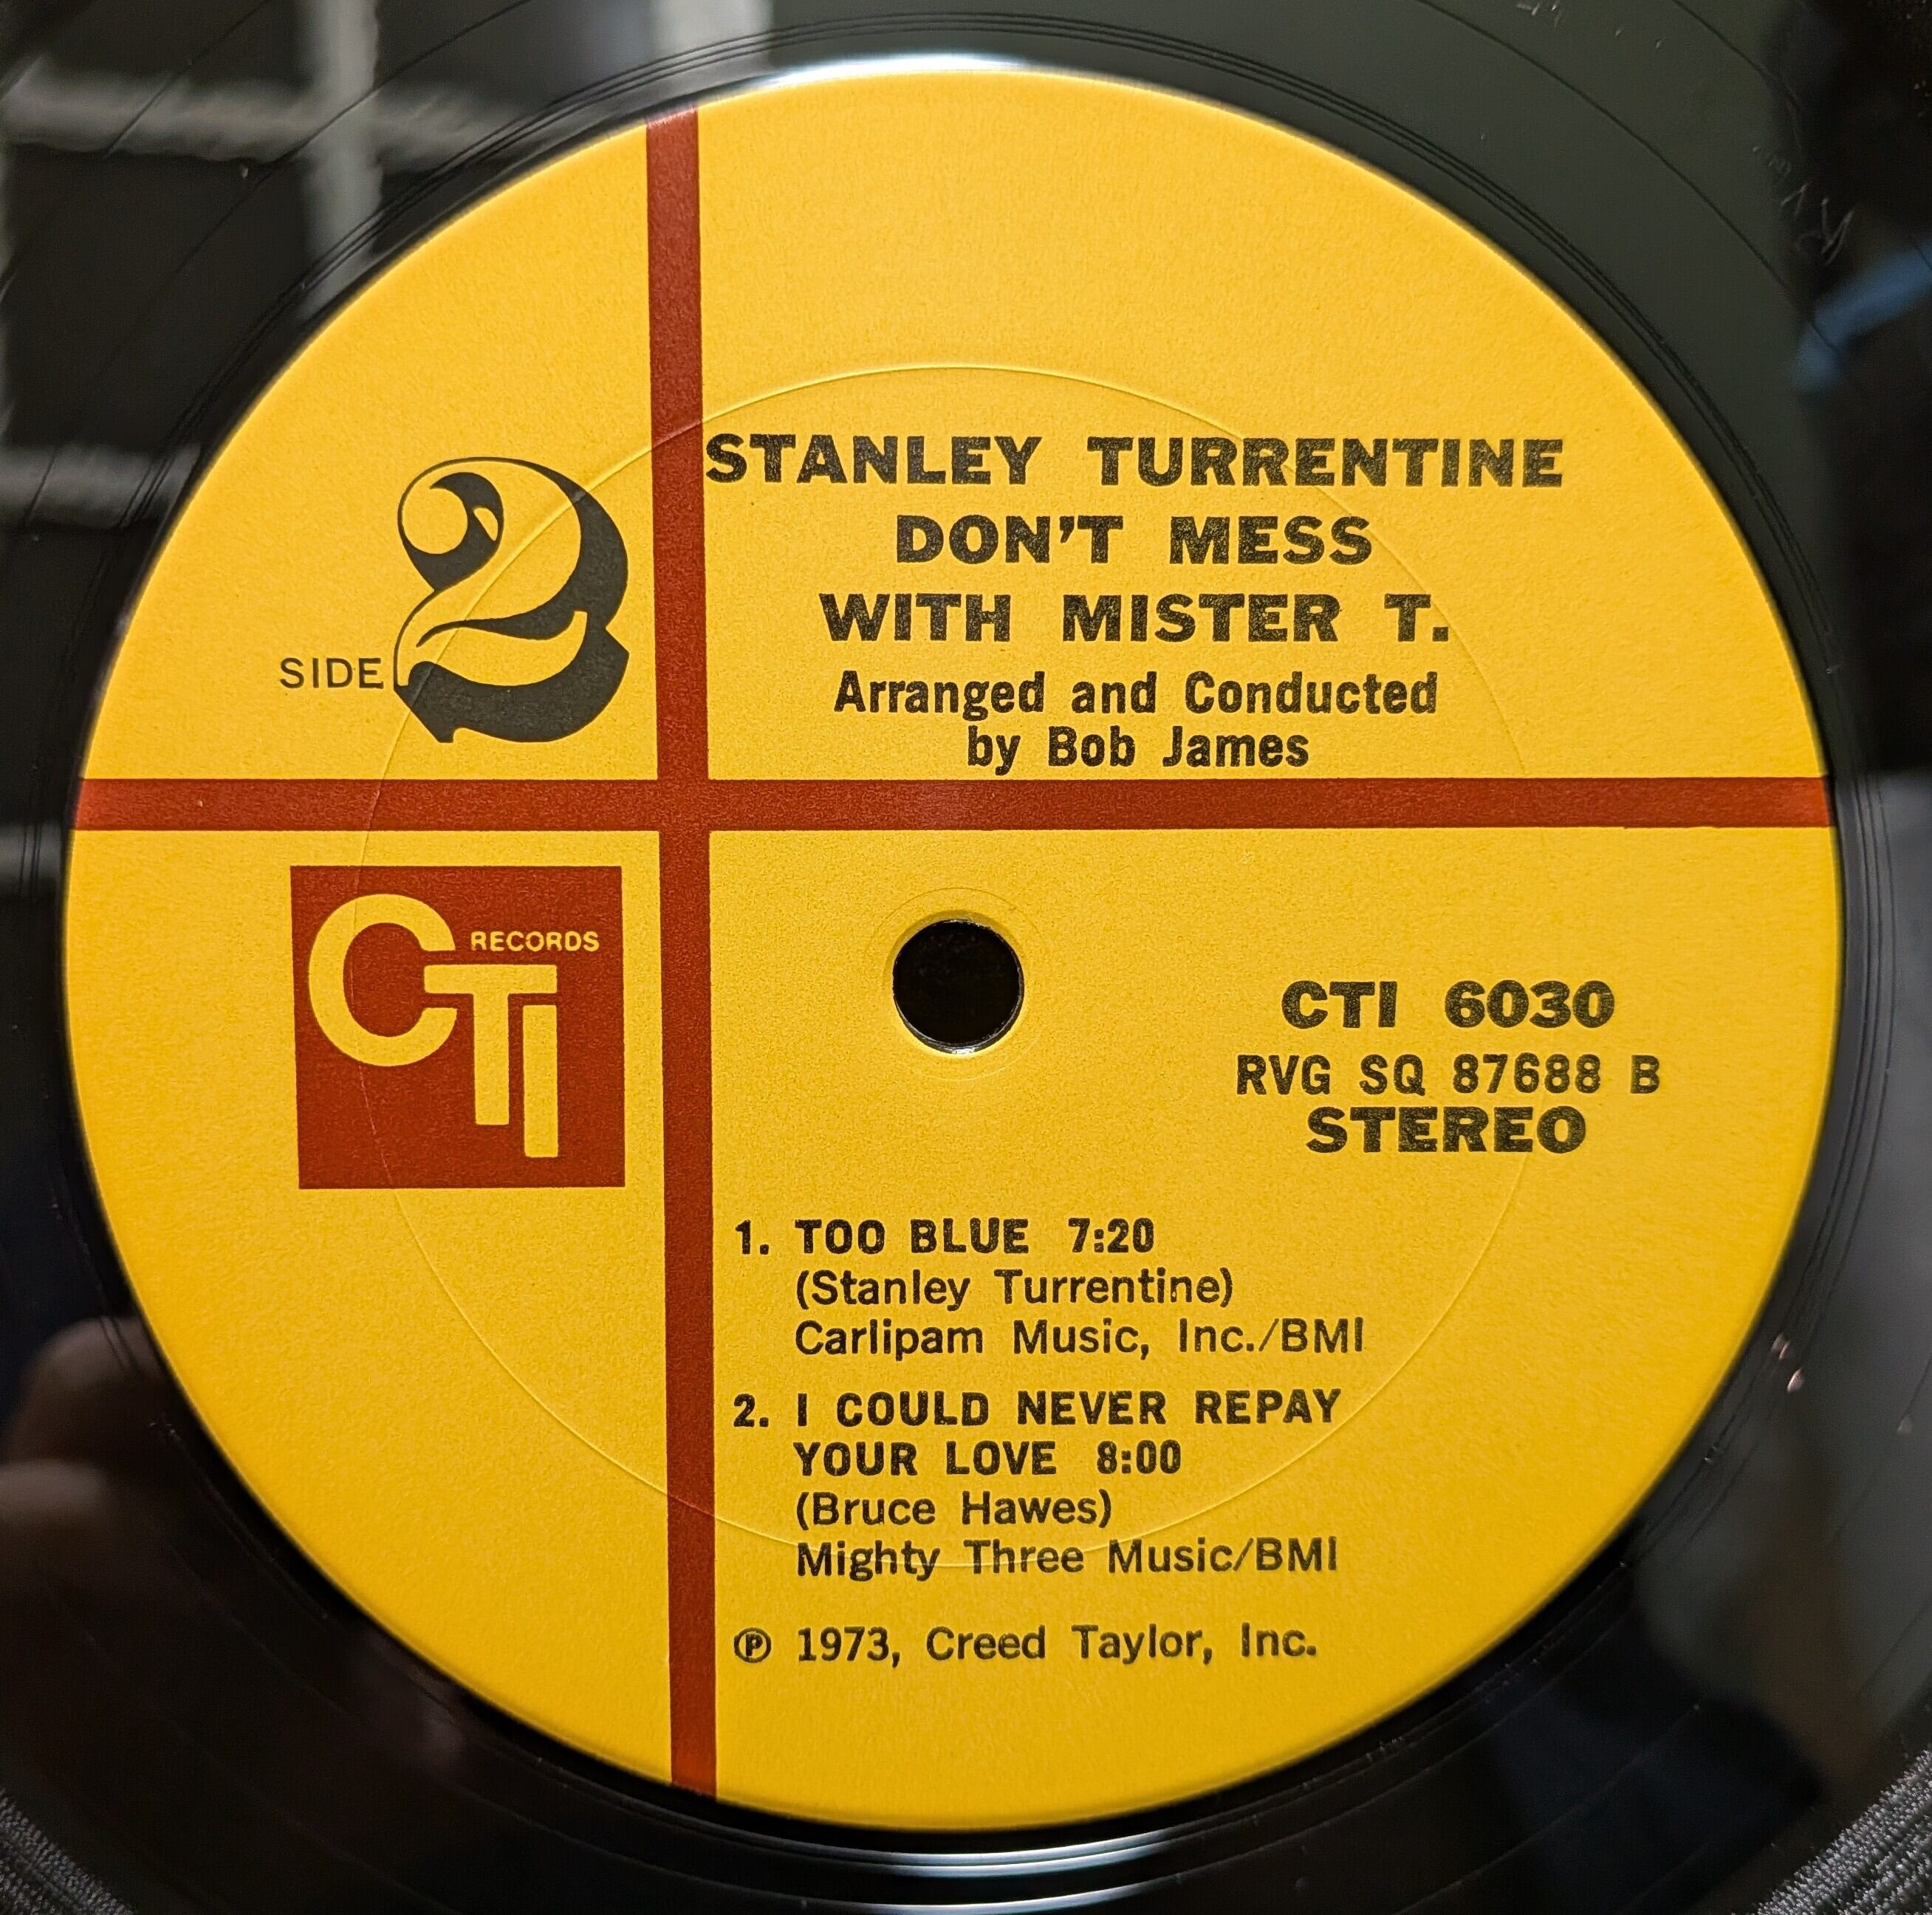 STANLEY TURRENTINE
DON'T MESS
WITH MISTER T.
Arranged and Conducted
by Bob James
SIDE 2
RECORDS
CTI
CTI 6030
RVG SQ 87688 B
STEREO
1. TOO BLUE 7:20
(Stanley Turrentine)
Carlipam Music, Inc./BMI
2. I COULD NEVER REPAY
YOUR LOVE 8:00
(Bruce Hawes)
Mighty Three Music/BMI
℗ 1973, Creed Taylor, Inc.